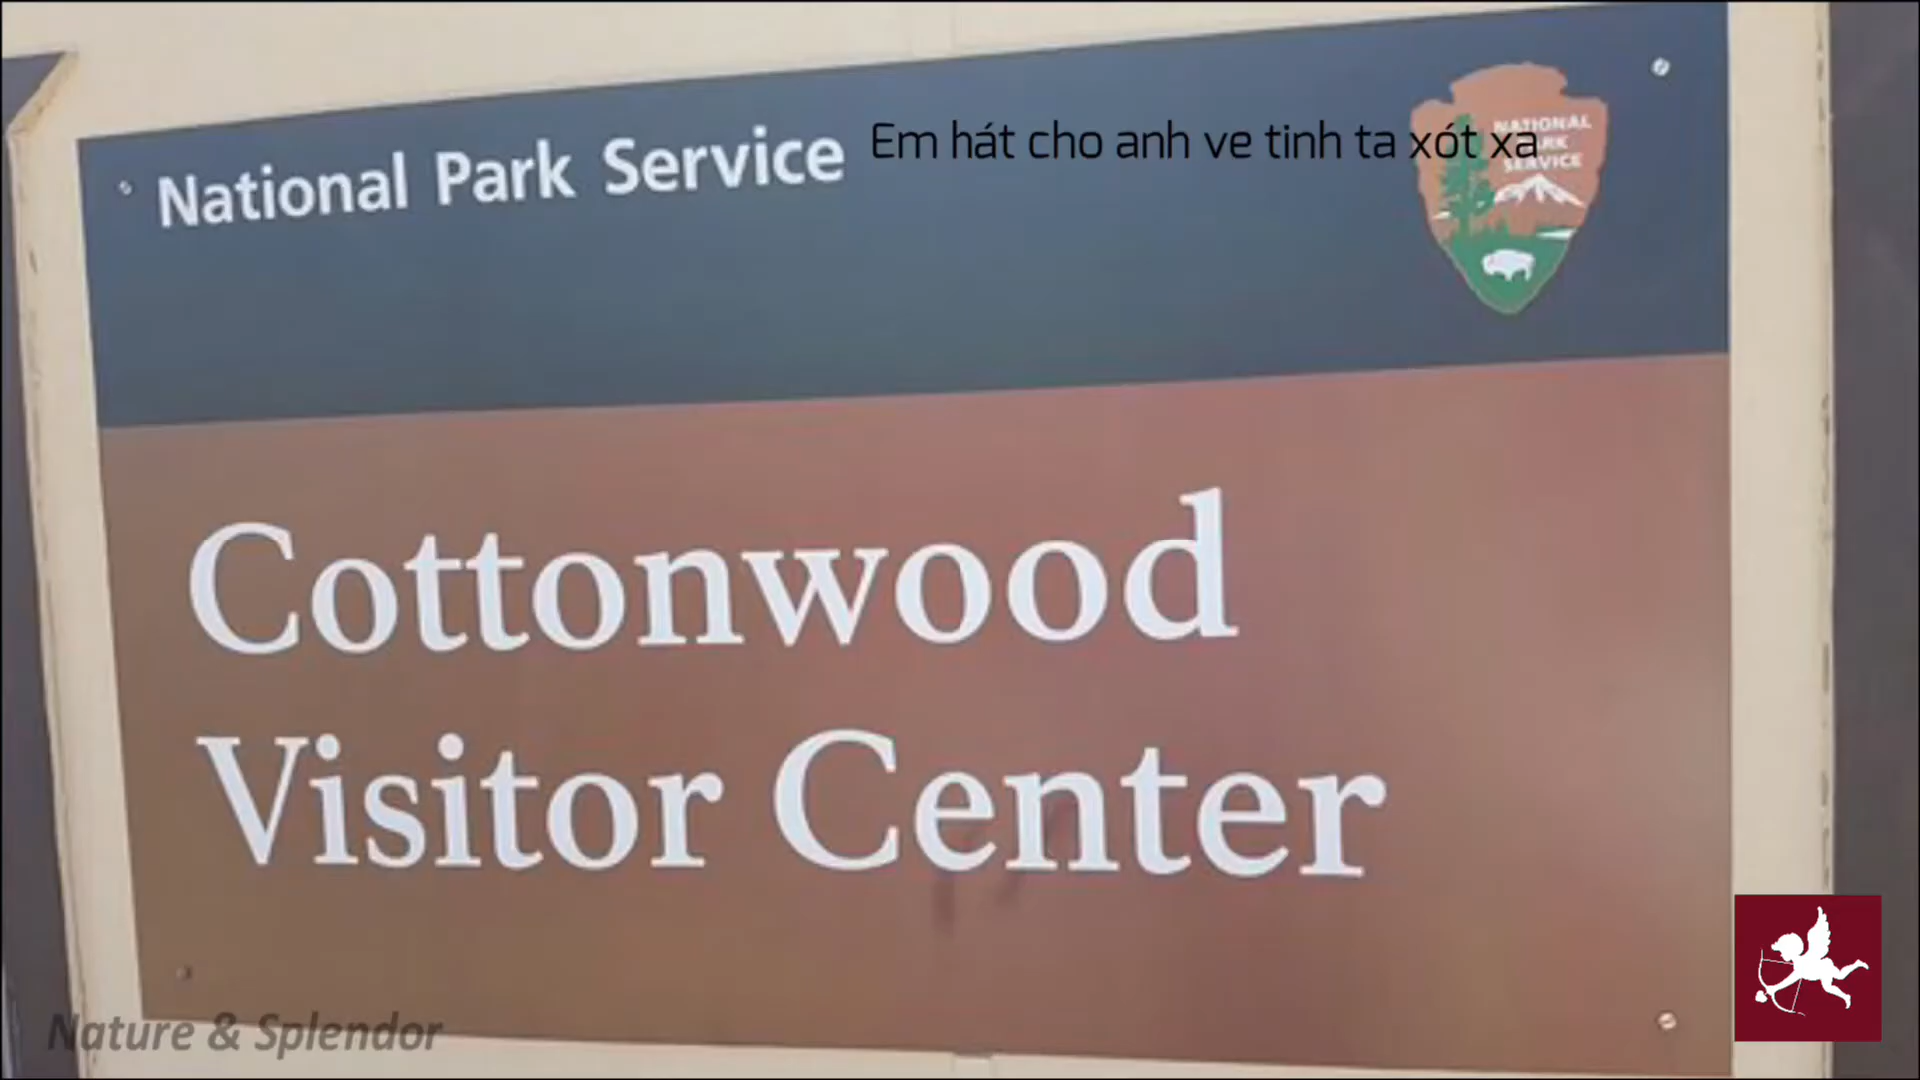 National Park Service
Em hát cho anh ve tinh ta xót xa
NATIONAL
PARK
SERVICE
Cottonwood
Visitor Center
Nature & Splendor